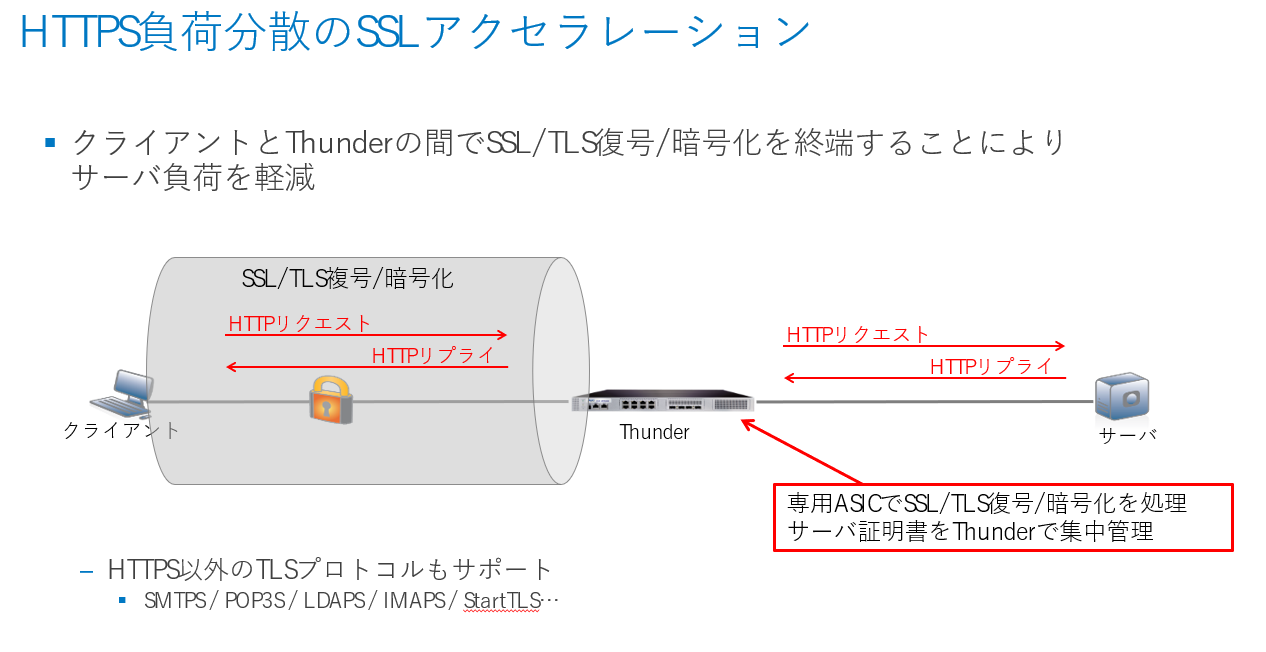 HTTPS負荷分散のSSLアクセラレーション
クライアントとThunderの間でSSL/TLS復号/暗号化を終端することにより
サーバ負荷を軽減
SSL/TLS複号/暗号化
HTTPリクエスト
HTTPリプライ
HTTPリクエスト
HTTPリプライ
クライアント
Thunder
サーバ
専用ASICでSSL/TLS復号/暗号化を処理
サーバ証明書をThunderで集中管理
– HTTPS以外のTLSプロトコルもサポート
SMTPS / POP3S / LDAPS / IMAPS / StartTLS…